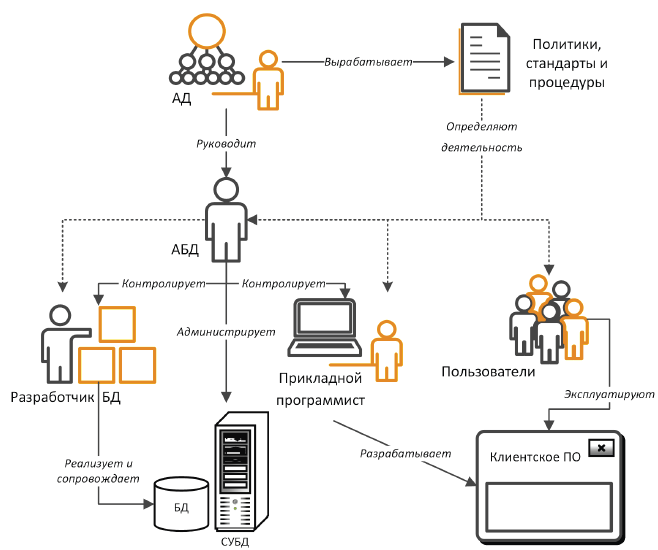 АД
Вырабатывает
Политики,
стандарты и
процедуры
Руководит
Определяют
деятельность
АБД
Контролирует
Контролирует
Администрирует
Разработчик БД
Прикладной
программист
Пользователи
Эксплуатируют
Реализует и
сопровождает
Разрабатывает
Клиентское ПО
БД
СУБД